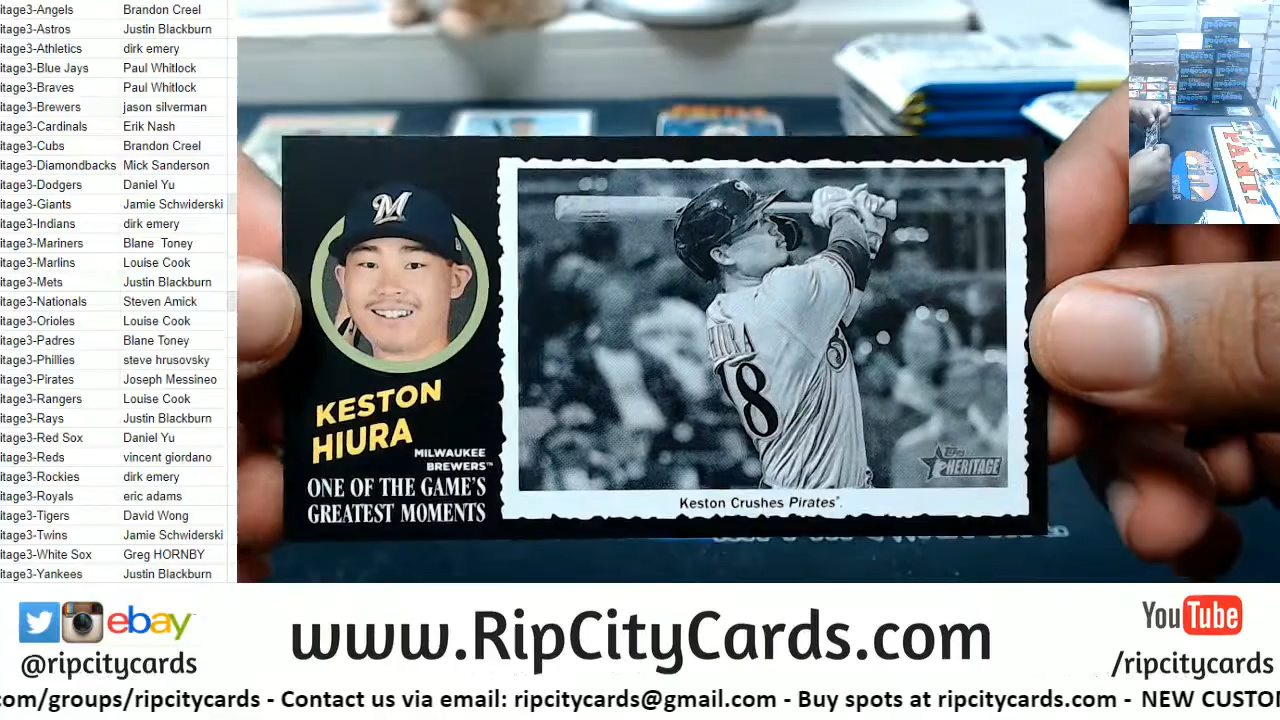 itage3-Angels Brandon Creel
itage3-Astros Justin Blackburn
itage3-Athletics dirk emery
itage3-Blue Jays Paul Whitlock
itage3-Braves Paul Whitlock
itage3-Brewers jason silverman
itage3-Cardinals Erik Nash
itage3-Cubs Brandon Creel
itage3-Diamondbacks Mick Sanderson
itage3-Dodgers Daniel Yu
itage3-Giants Jamie Schwiderski
itage3-Indians dirk emery
itage3-Mariners Blane Toney
itage3-Marlins Louise Cook
itage3-Mets Justin Blackburn
itage3-Nationals Steven Amick
itage3-Orioles Louise Cook
itage3-Padres Blane Toney
itage3-Phillies steve hrusovsky
itage3-Pirates Joseph Messineo
itage3-Rangers Louise Cook
itage3-Rays Justin Blackburn
itage3-Red Sox Daniel Yu
itage3-Reds vincent giordano
itage3-Rockies dirk emery
itage3-Royals eric adams
itage3-Tigers David Wong
itage3-Twins Jamie Schwiderski
itage3-White Sox Greg HORNBY
itage3-Yankees Justin Blackburn
M
KESTON
HIURA
MILWAUKEE
BREWERS™
ONE OF THE GAME'S
GREATEST MOMENTS
18
Topps
HERITAGE
Keston Crushes Pirates®.
PANINI
ebay™
@ripcitycards
www.RipCityCards.com
YouTube
/ripcitycards
com/groups/ripcitycards - Contact us via email: ripcitycards@gmail.com - Buy spots at ripcitycards.com - NEW CUSTO